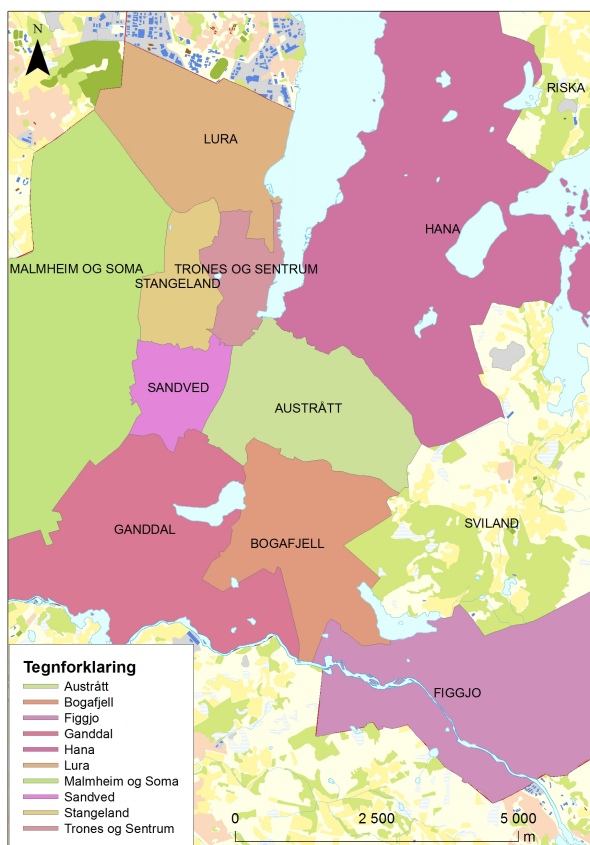 N
RISKA
LURA
HANA
MALMHEIM OG SOMA
TRONES OG SENTRUM
STANGELAND
SANDVED
AUSTRÅTT
GANDDAL
SVILAND
BOGAFJELL
FIGGJO
Tegnforklaring
Austrått
Bogafjell
Figgjo
Ganddal
Hana
Lura
Malmheim og Soma
Sandved
Stangeland
Trones og Sentrum
0 2 500 5 000
m